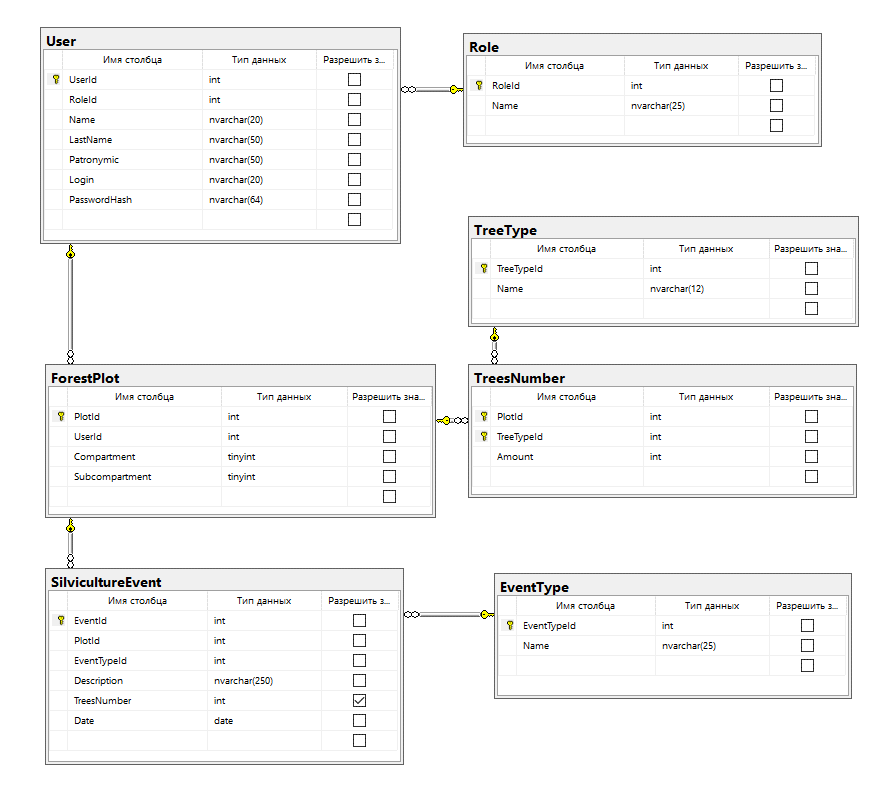 User
Имя столбца Тип данных Разрешить з...
UserId int
RoleId int
Name nvarchar(20)
LastName nvarchar(50)
Patronymic nvarchar(50)
Login nvarchar(20)
PasswordHash nvarchar(64)
Role
Имя столбца Тип данных Разрешить з...
RoleId int
Name nvarchar(25)
TreeType
Имя столбца Тип данных Разрешить зна...
TreeTypeId int
Name nvarchar(12)
ForestPlot
Имя столбца Тип данных Разрешить зна...
PlotId int
UserId int
Compartment tinyint
Subcompartment tinyint
TreesNumber
Имя столбца Тип данных Разрешить зна...
PlotId int
TreeTypeId int
Amount int
SilvicultureEvent
Имя столбца Тип данных Разрешить з...
EventId int
PlotId int
EventTypeId int
Description nvarchar(250)
TreesNumber int
Date date
EventType
Имя столбца Тип данных Разрешить з...
EventTypeId int
Name nvarchar(25)